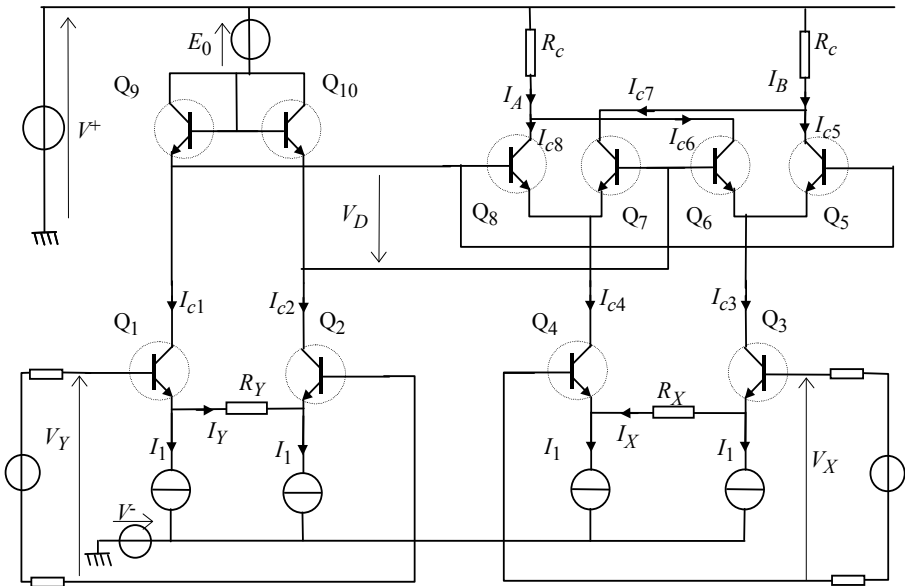 E0
Rc
Rc
Q9
Q10
V+
IA
Ic7
IB
Ic8
Ic6
Ic5
VD
Q8
Q7
Q6
Q5
Ic1
Ic2
Ic4
Ic3
Q1
Q2
Q4
Q3
RY
RX
VY
IY
IX
VX
I1
I1
I1
I1
V-